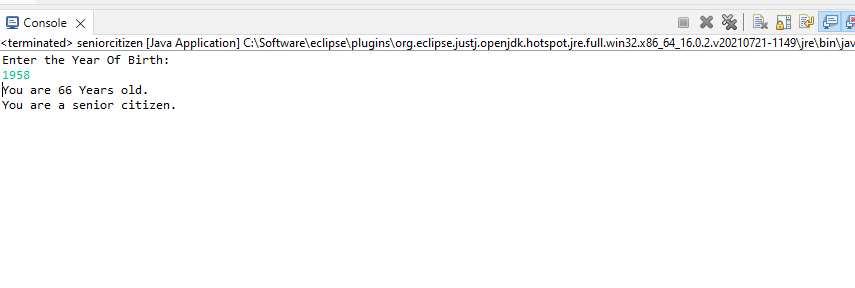 Console
<terminated> seniorcitizen [Java Application] C:\Software\eclipse\plugins\org.eclipse.justj.openjdk.hotspot.jre.full.win32.x86_64_16.0.2.v20210721-1149\jre\bin\jav
Enter the Year Of Birth:
1958
You are 66 Years old.
You are a senior citizen.